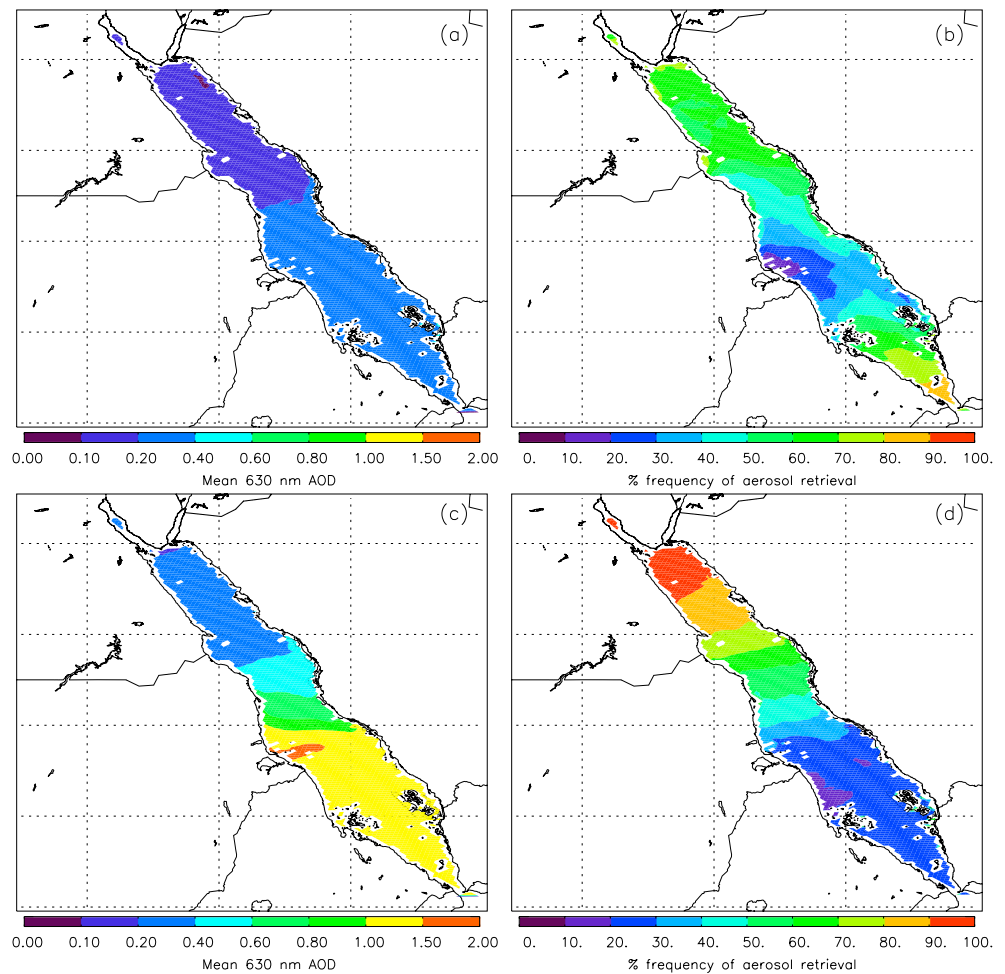 (a)
(b)
0.00 0.10 0.20 0.40 0.60 0.80 1.00 1.50 2.00
0. 10. 20. 30. 40. 50. 60. 70. 80. 90. 100.
Mean 630 nm AOD
% frequency of aerosol retrieval
(c)
(d)
0.00 0.10 0.20 0.40 0.60 0.80 1.00 1.50 2.00
0. 10. 20. 30. 40. 50. 60. 70. 80. 90. 100.
Mean 630 nm AOD
% frequency of aerosol retrieval